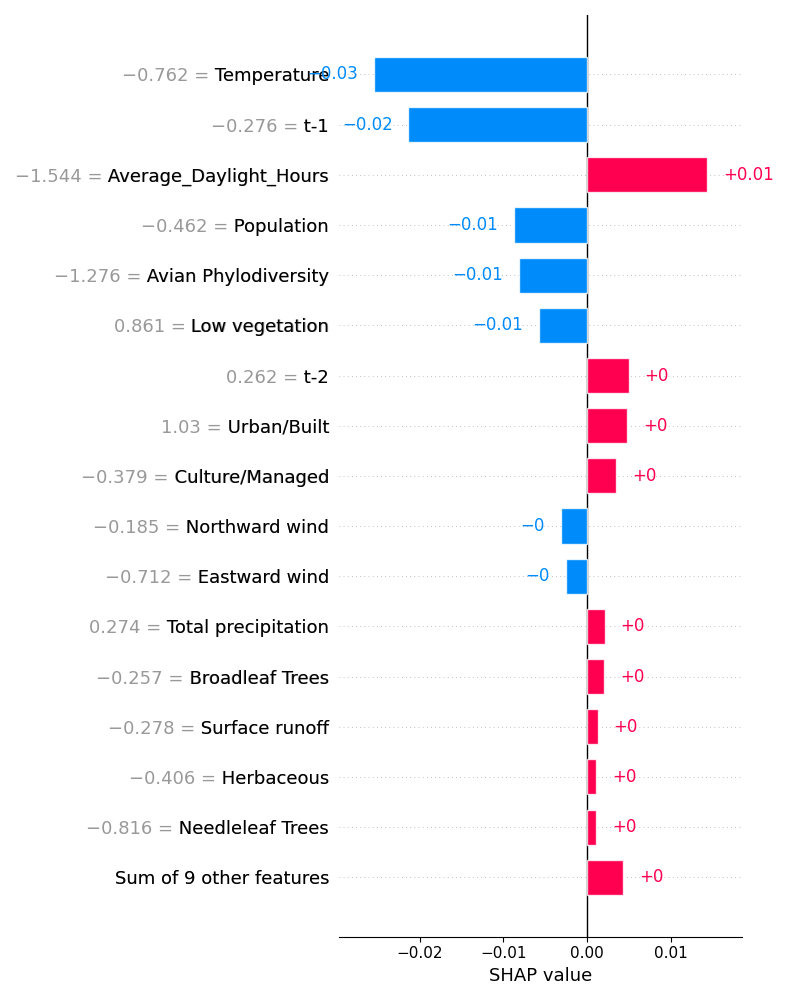 −0.762 = Temperature −0.03
−0.276 = t-1 −0.02
−1.544 = Average_Daylight_Hours +0.01
−0.462 = Population −0.01
−1.276 = Avian Phylodiversity −0.01
0.861 = Low vegetation −0.01
0.262 = t-2 +0
1.03 = Urban/Built +0
−0.379 = Culture/Managed +0
−0.185 = Northward wind −0
−0.712 = Eastward wind −0
0.274 = Total precipitation +0
−0.257 = Broadleaf Trees +0
−0.278 = Surface runoff +0
−0.406 = Herbaceous +0
−0.816 = Needleleaf Trees +0
Sum of 9 other features +0
−0.02 −0.01 0.00 0.01
SHAP value